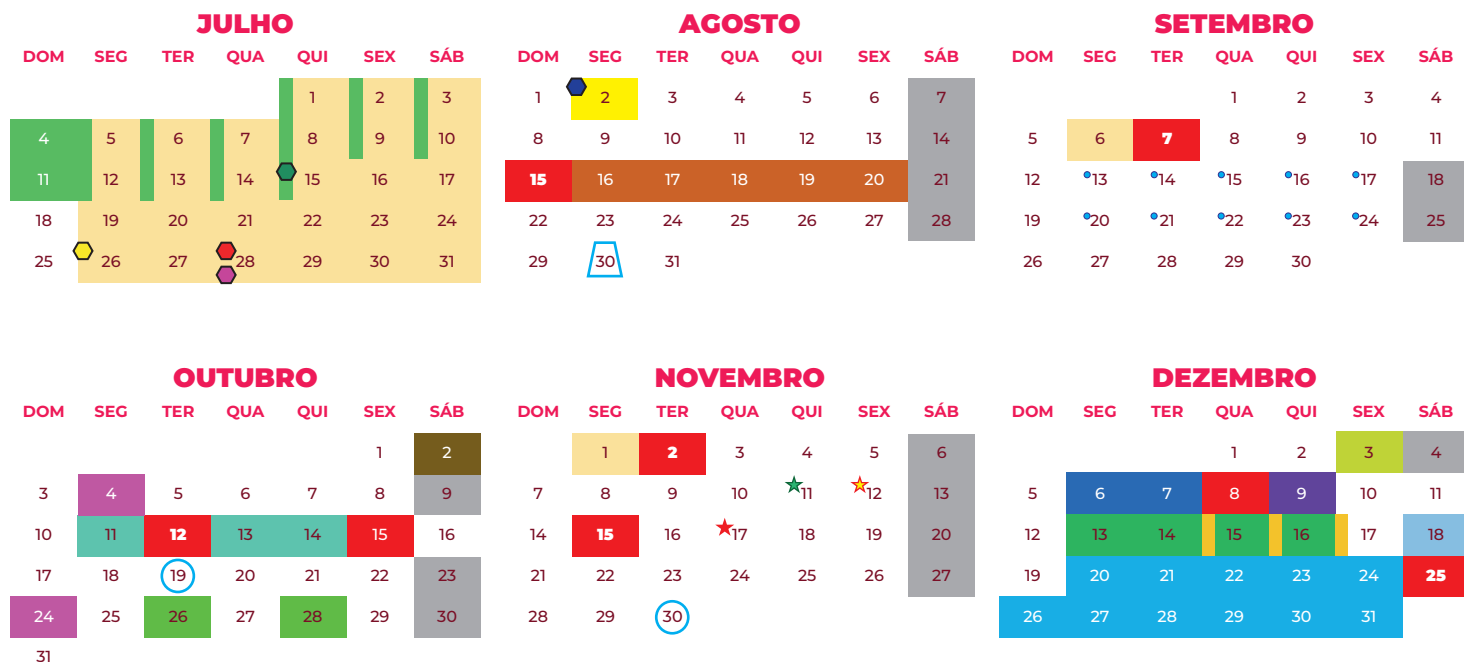 JULHO
DOM SEG TER QUA QUI SEX SÁB
1 2 3
4 5 6 7 8 9 10
11 12 13 14 15 16 17
18 19 20 21 22 23 24
25 26 27 28 29 30 31
AGOSTO
DOM SEG TER QUA QUI SEX SÁB
1 2 3 4 5 6 7
8 9 10 11 12 13 14
15 16 17 18 19 20 21
22 23 24 25 26 27 28
29 30 31
SETEMBRO
DOM SEG TER QUA QUI SEX SÁB
1 2 3 4
5 6 7 8 9 10 11
12 13 14 15 16 17 18
19 20 21 22 23 24 25
26 27 28 29 30
OUTUBRO
DOM SEG TER QUA QUI SEX SÁB
1 2
3 4 5 6 7 8 9
10 11 12 13 14 15 16
17 18 19 20 21 22 23
24 25 26 27 28 29 30
31
NOVEMBRO
DOM SEG TER QUA QUI SEX SÁB
1 2 3 4 5 6
7 8 9 10 11 12 13
14 15 16 17 18 19 20
21 22 23 24 25 26 27
28 29 30
DEZEMBRO
DOM SEG TER QUA QUI SEX SÁB
1 2 3 4
5 6 7 8 9 10 11
12 13 14 15 16 17 18
19 20 21 22 23 24 25
26 27 28 29 30 31